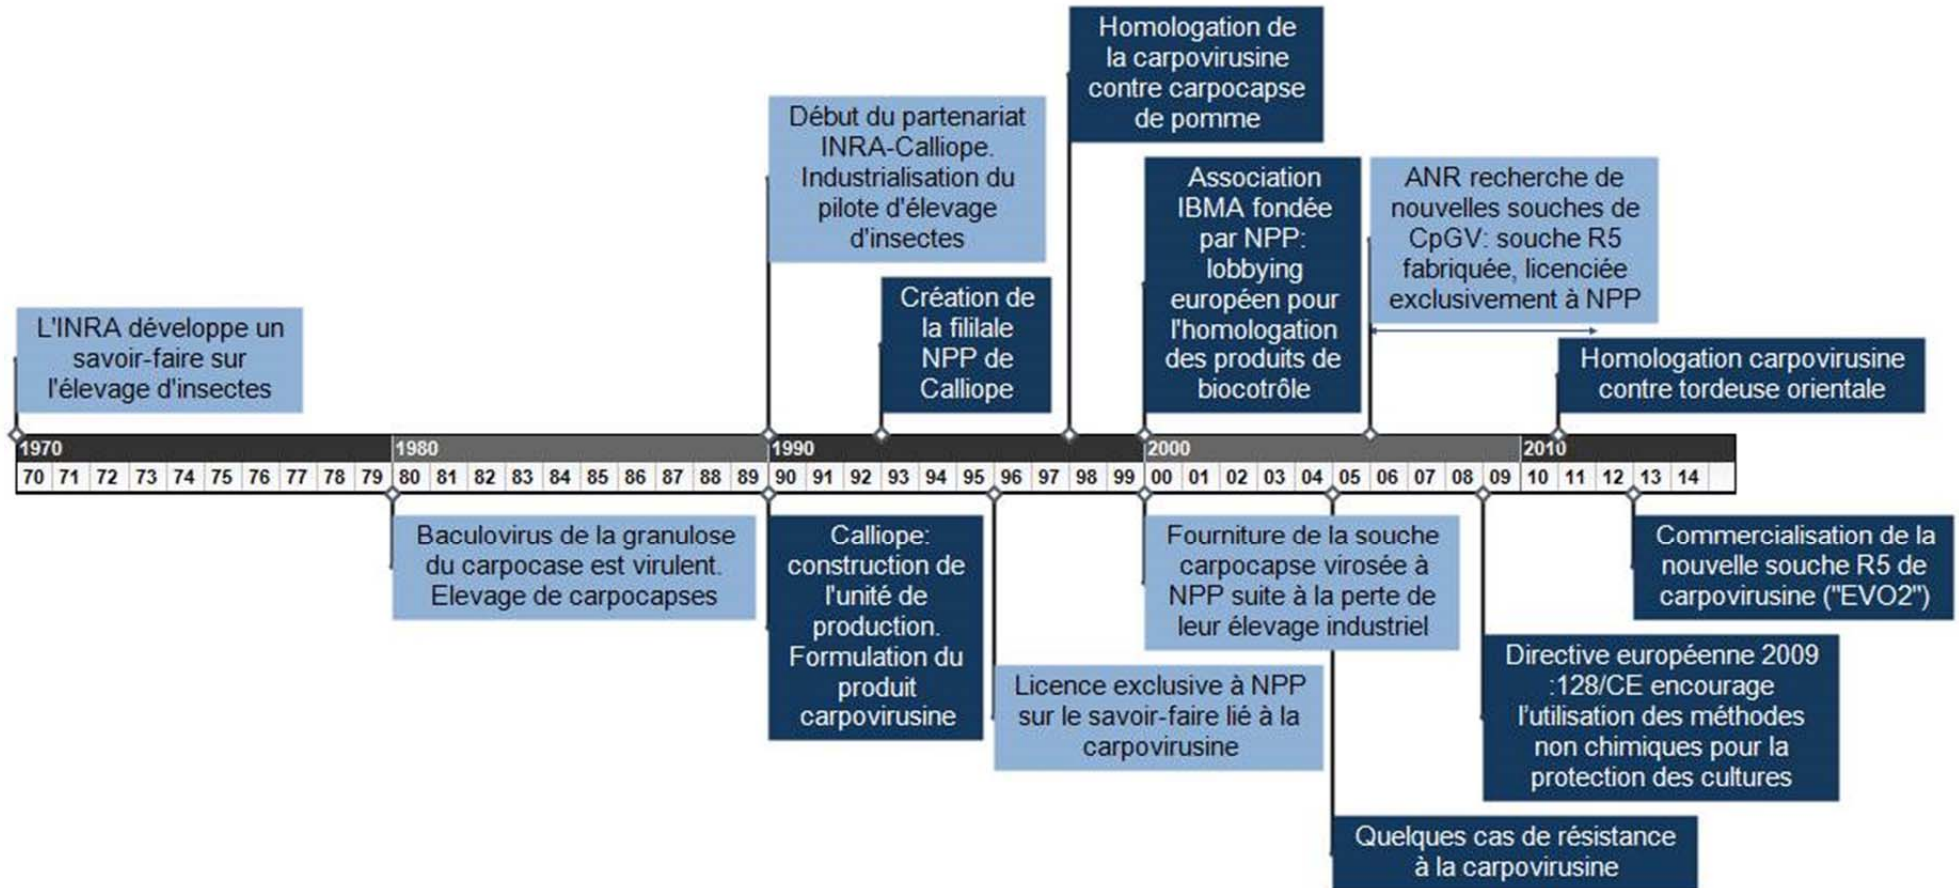 Homologation de
la carpovirusine
contre carpocapse
de pomme
Début du partenariat
INRA-Calliope.
Industrialisation du
pilote d'élevage
d'insectes
Association
IBMA fondée
par NPP:
lobbying
européen pour
l'homologation
des produits de
biocotrôle
ANR recherche de
nouvelles souches de
CpGV: souche R5
fabriquée, licenciée
exclusivement à NPP
Création de
la fililale
NPP de
Calliope
L'INRA développe un
savoir-faire sur
l'élevage d'insectes
Homologation carpovirusine
contre tordeuse orientale
1970 1980 1990 2000 2010
70 71 72 73 74 75 76 77 78 79 80 81 82 83 84 85 86 87 88 89 90 91 92 93 94 95 96 97 98 99 00 01 02 03 04 05 06 07 08 09 10 11 12 13 14
Baculovirus de la granulose
du carpocase est virulent.
Elevage de carpocapses
Calliope:
construction de
l'unité de
production.
Formulation du
produit
carpovirusine
Fourniture de la souche
carpocapse virosée à
NPP suite à la perte de
leur élevage industriel
Commercialisation de la
nouvelle souche R5 de
carpovirusine ("EVO2")
Licence exclusive à NPP
sur le savoir-faire lié à la
carpovirusine
Directive européenne 2009
:128/CE encourage
l’utilisation des méthodes
non chimiques pour la
protection des cultures
Quelques cas de résistance
à la carpovirusine